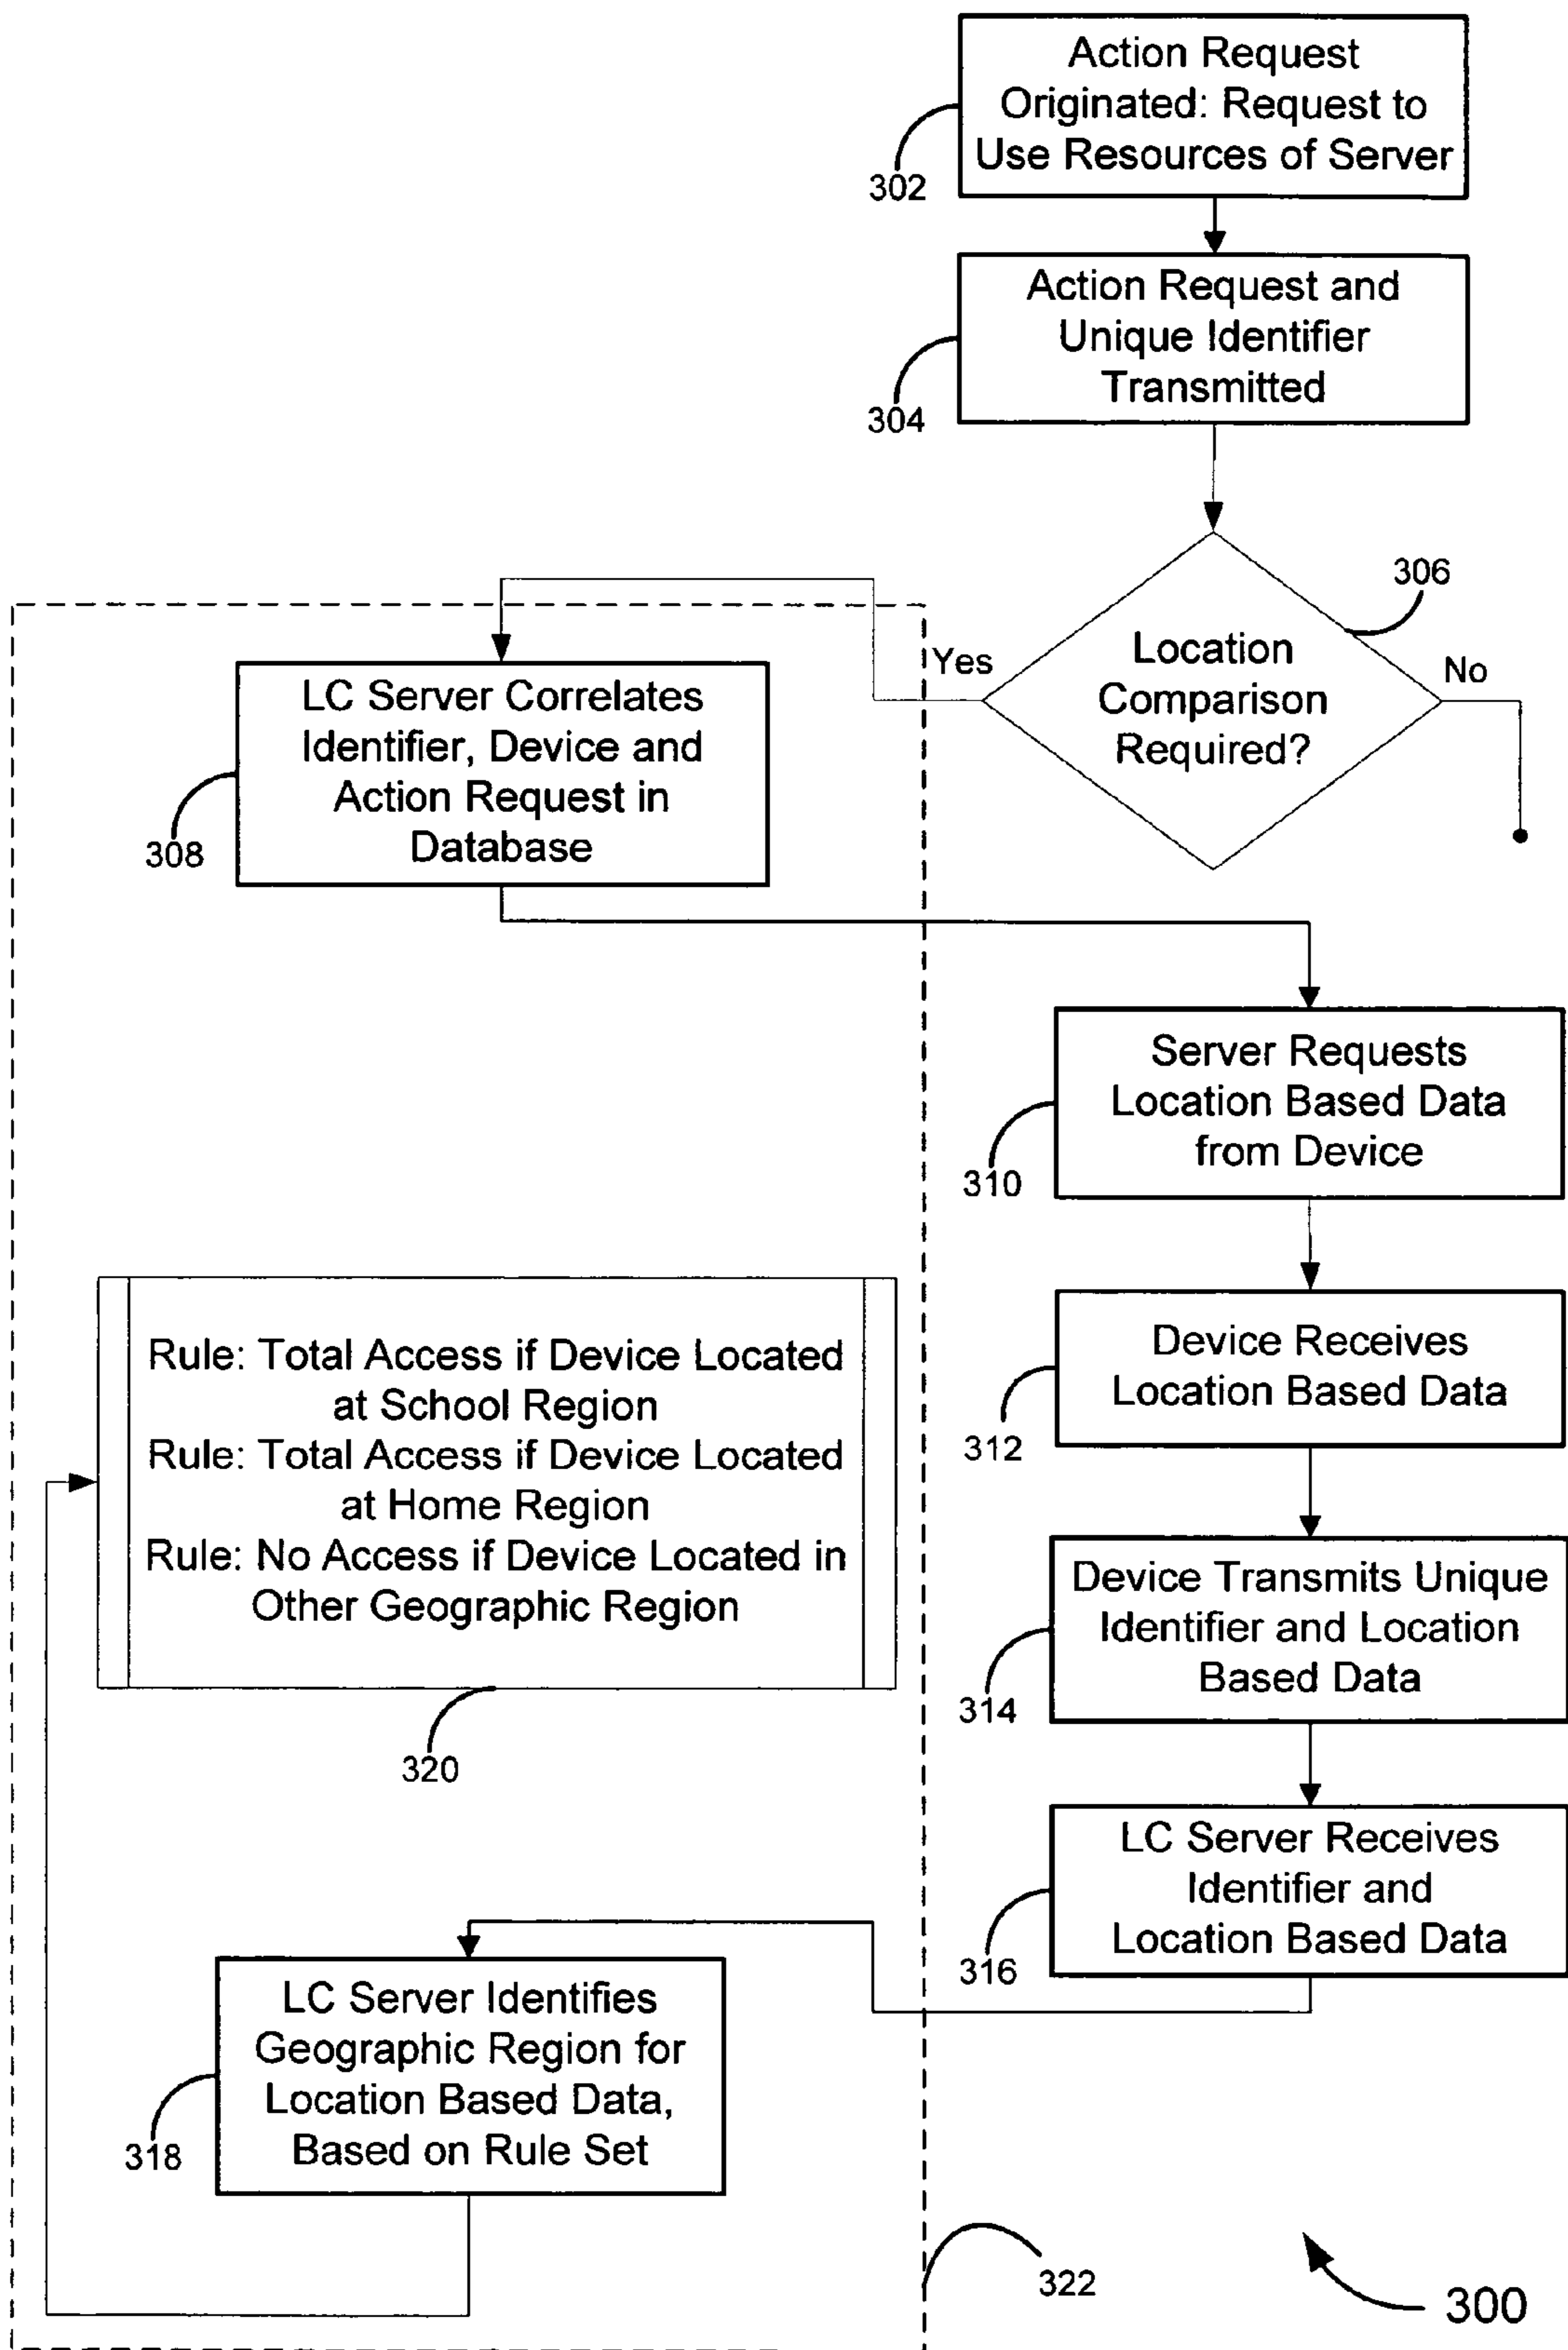 Action Request
Originated: Request to
Use Resources of Server
302
Action Request and
Unique Identifier
Transmitted
304
306
Location
Comparison
Required?
Yes
No
LC Server Correlates
Identifier, Device and
Action Request in
Database
308
Server Requests
Location Based Data
from Device
310
Device Receives
Location Based Data
312
Device Transmits Unique
Identifier and Location
Based Data
314
LC Server Receives
Identifier and
Location Based Data
316
LC Server Identifies
Geographic Region for
Location Based Data,
Based on Rule Set
318
Rule: Total Access if Device Located
at School Region
Rule: Total Access if Device Located
at Home Region
Rule: No Access if Device Located in
Other Geographic Region
320
322
300